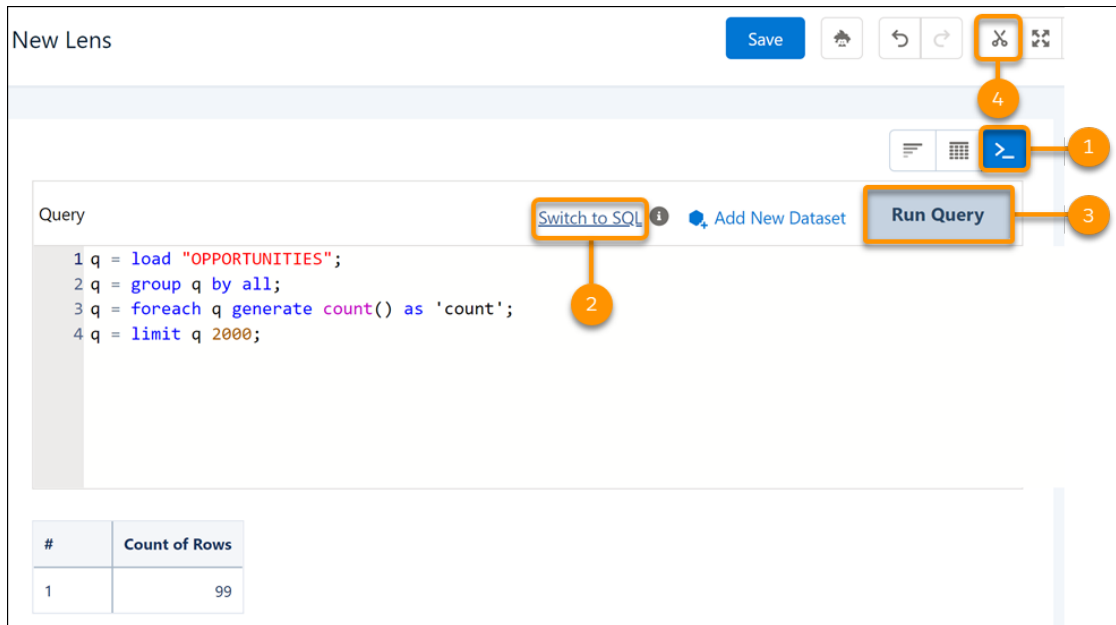 New Lens
Save
4
1
Query
Switch to SQL
Add New Dataset
Run Query
3
2
1 q = load "OPPORTUNITIES";
2 q = group q by all;
3 q = foreach q generate count() as 'count';
4 q = limit q 2000;
# Count of Rows
1 99